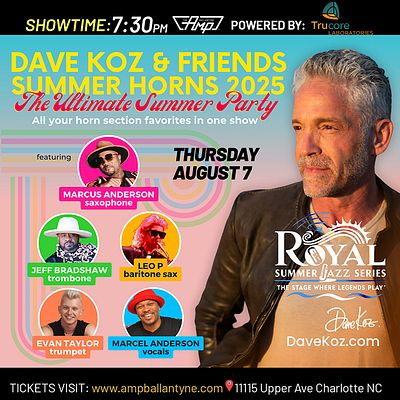 SHOWTIME: 7:30PM Amp POWERED BY: Trucore LABORATORIES
DAVE KOZ & FRIENDS
SUMMER HORNS 2025
The Ultimate Summer Party
All your horn section favorites in one show
featuring
THURSDAY
AUGUST 7
MARCUS ANDERSON
saxophone
JEFF BRADSHAW
trombone
LEO P
baritone sax
EVAN TAYLOR
trumpet
MARCEL ANDERSON
vocals
ROYAL
SUMMER JAZZ SERIES
THE STAGE WHERE LEGENDS PLAY
Dave Koz.
DaveKoz.com
TICKETS VISIT: www.ampballantyne.com 11115 Upper Ave Charlotte NC